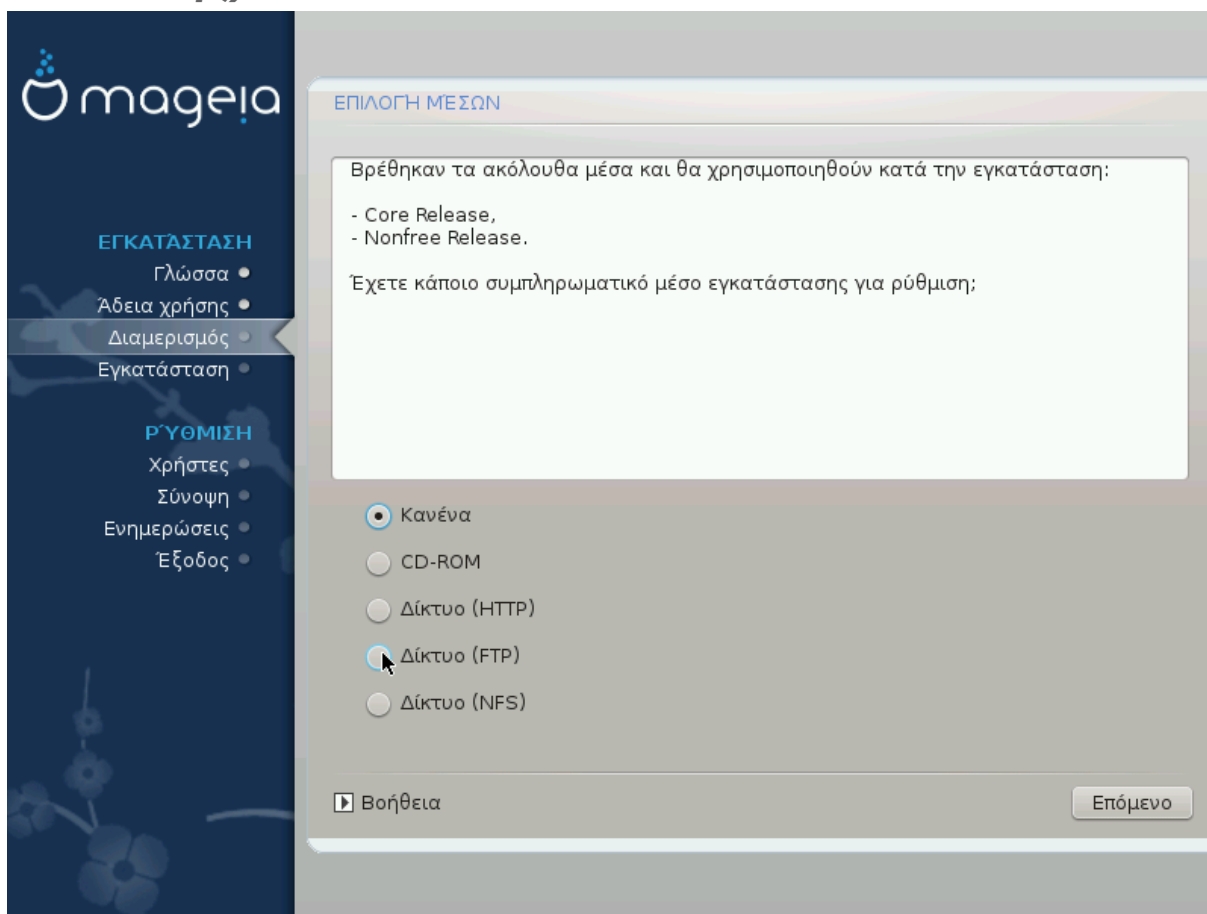 mageia
ΕΠΙΛΟΓΉ ΜΈΣΩΝ
Βρέθηκαν τα ακόλουθα μέσα και θα χρησιμοποιηθούν κατά την εγκατάσταση:
- Core Release,
- Nonfree Release.
Έχετε κάποιο συμπληρωματικό μέσο εγκατάστασης για ρύθμιση;
ΕΓΚΑΤΆΣΤΑΣΗ
Γλώσσα
Άδεια χρήσης
Διαμερισμός
Εγκατάσταση
ΡΎΘΜΙΣΗ
Χρήστες
Σύνοψη
Ενημερώσεις
Έξοδος
Κανένα
CD-ROM
Δίκτυο (HTTP)
Δίκτυο (FTP)
Δίκτυο (NFS)
Βοήθεια
Επόμενο